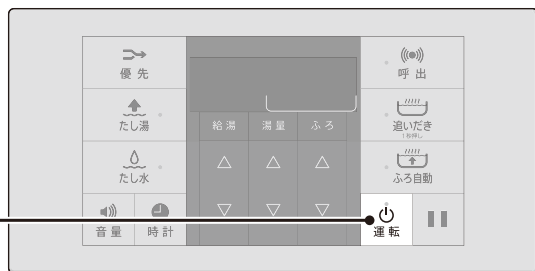 優先
呼出
たし湯
給湯 湯量 ふろ
追いだき
1秒押し
たし水
ふろ自動
音量 時計
運転